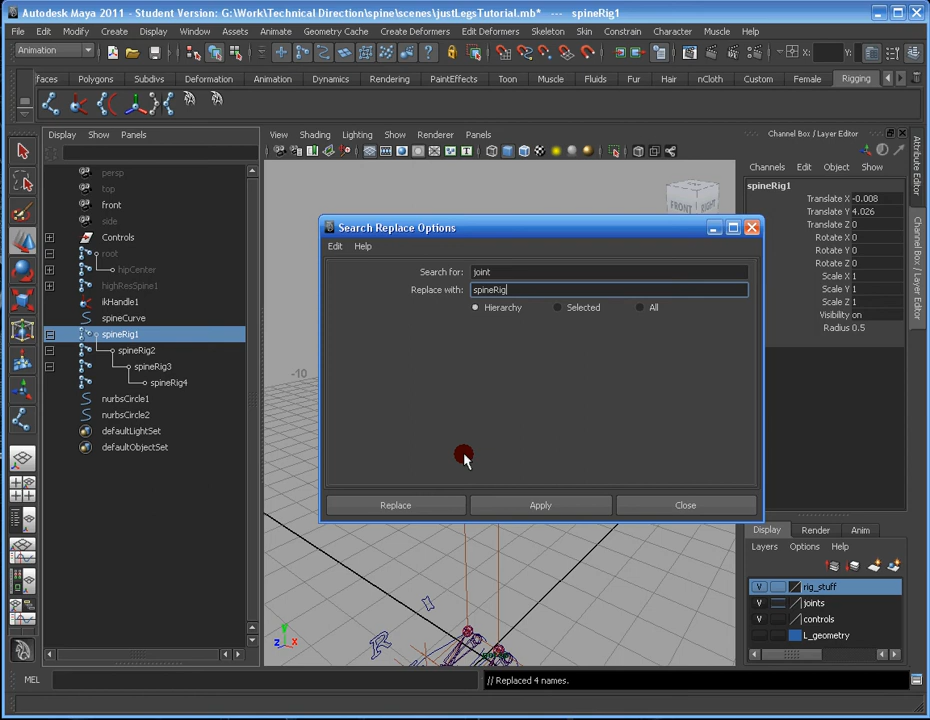 Autodesk Maya 2011 - Student Version: G:\Work\Technical Direction\spine\scenes\justLegsTutorial.mb* --- spineRig1
File Edit Modify Create Display Window Assets Animate Geometry Cache Create Deformers Edit Deformers Skeleton Skin Constrain Character Muscle Help
Animation X: Y:
faces Polygons Subdivs Deformation Animation Dynamics Rendering PaintEffects Toon Muscle Fluids Fur Hair nCloth Custom Female Rigging
Display Show Panels
persp
top
front
side
Controls
root
hipCenter
highResSpine1
ikHandle1
spineCurve
spineRig1
spineRig2
spineRig3
spineRig4
nurbsCircle1
nurbsCircle2
defaultLightSet
defaultObjectSet
View Shading Lighting Show Renderer Panels
FRONT RIGHT
-10
R
z x
Search Replace Options
Edit Help
Search for: joint
Replace with: spineRig
Hierarchy Selected All
Replace Apply Close
Channel Box / Layer Editor
Channels Edit Object Show
spineRig1
Translate X -0.008
Translate Y 4.026
Translate Z 0
Rotate X 0
Rotate Y 0
Rotate Z 0
Scale X 1
Scale Y 1
Scale Z 1
Visibility on
Radius 0.5
Attribute Editor
Channel Box / Layer Editor
Display Render Anim
Layers Options Help
V rig_stuff
V joints
V controls
L_geometry
MEL // Replaced 4 names.